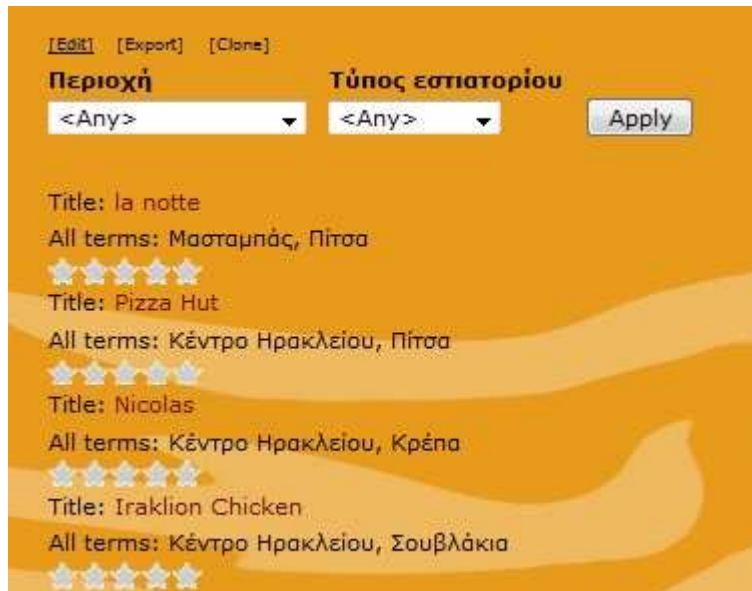 [Edit] [Export] [Clone]
Περιοχή Τύπος εστιατορίου
<Any> <Any> Apply
Title: la notte
All terms: Μασταμπάς, Πίτσα
Title: Pizza Hut
All terms: Κέντρο Ηρακλείου, Πίτσα
Title: Nicolas
All terms: Κέντρο Ηρακλείου, Κρέπα
Title: Iraklion Chicken
All terms: Κέντρο Ηρακλείου, Σουβλάκια